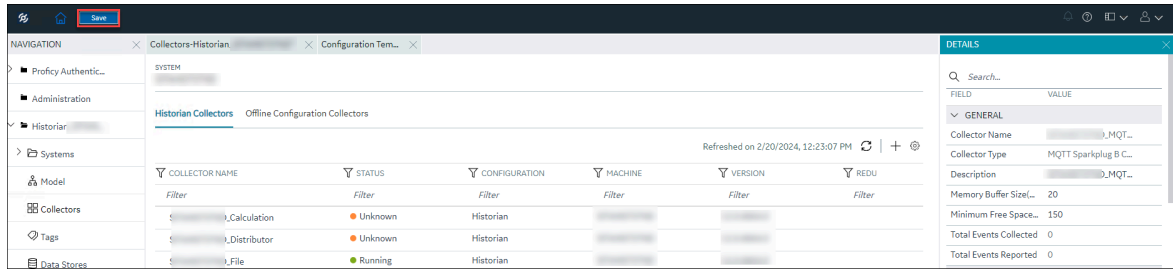 Save
NAVIGATION
Collectors-Historian.
Configuration Tem...
DETAILS
Proficy Authentic...
Administration
Historian
Systems
Model
Collectors
Tags
Data Stores
SYSTEM
Historian Collectors Offline Configuration Collectors
Refreshed on 2/20/2024, 12:23:07 PM
COLLECTOR NAME STATUS CONFIGURATION MACHINE VERSION REDU
Filter Filter Filter Filter Filter Filter
_Calculation Unknown Historian
_Distributor Unknown Historian
_File Running Historian
Search...
FIELD VALUE
GENERAL
Collector Name _MQT...
Collector Type MQTT Sparkplug B C...
Description _MQT...
Memory Buffer Size(... 20
Minimum Free Space... 150
Total Events Collected 0
Total Events Reported 0